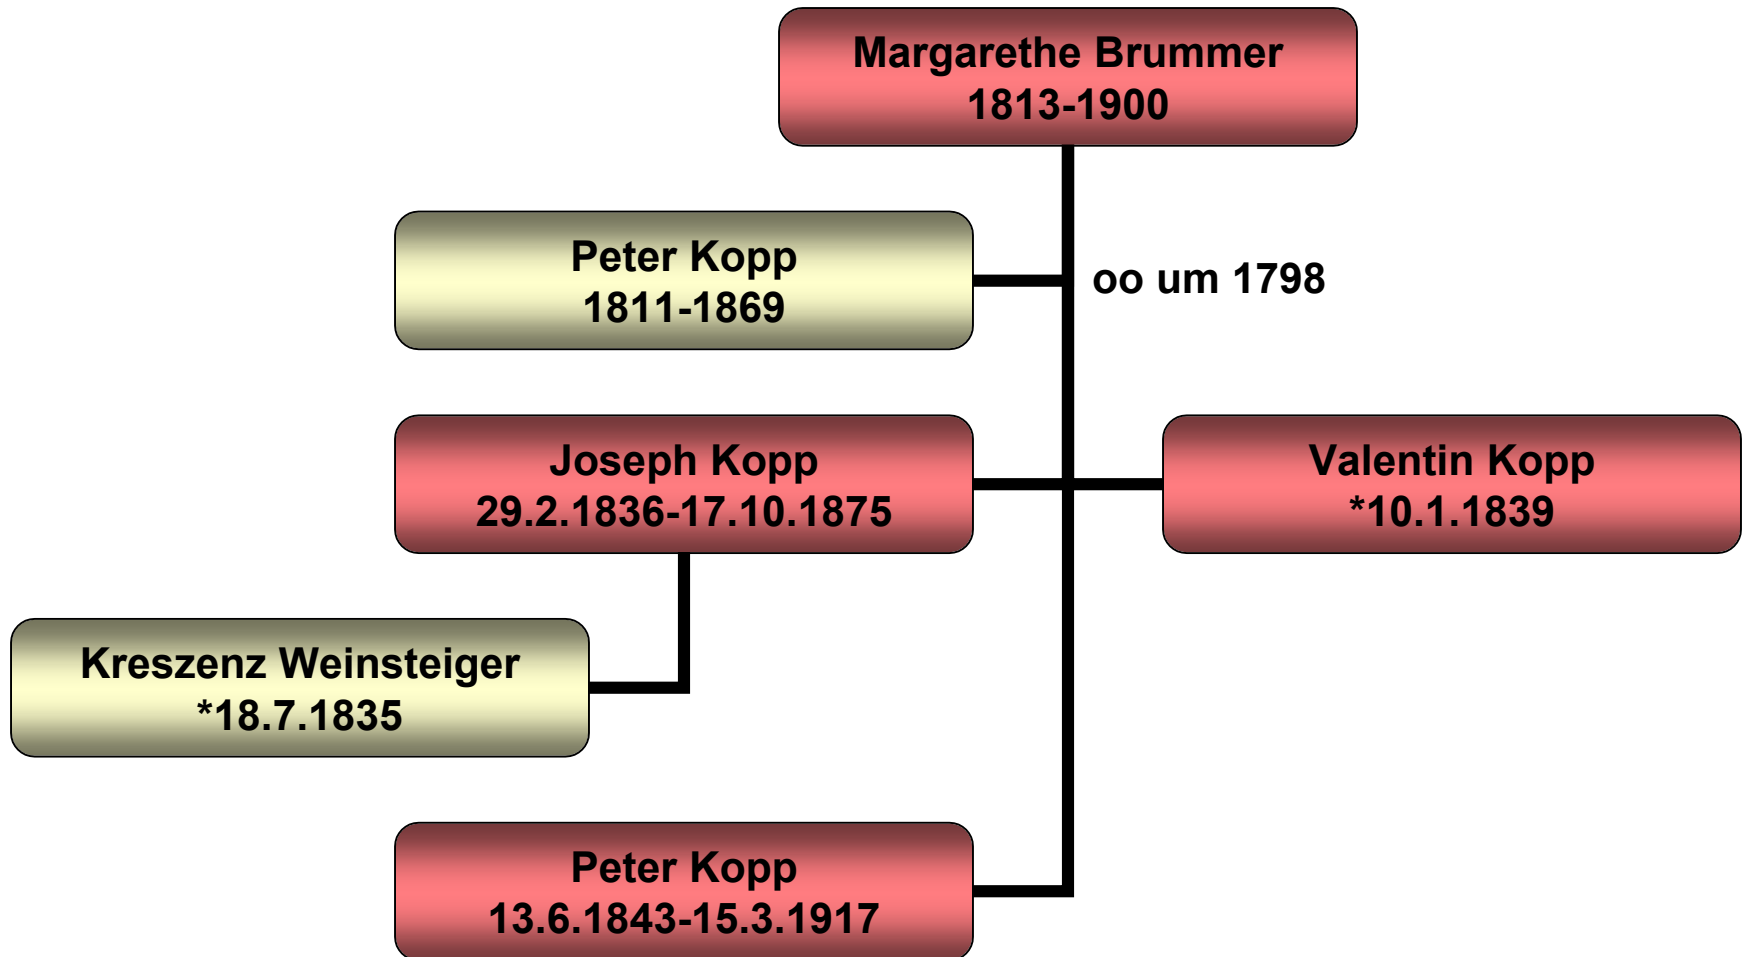 Margarethe Brummer
1813-1900
Peter Kopp
1811-1869
oo um 1798
Joseph Kopp
29.2.1836-17.10.1875
Valentin Kopp
*10.1.1839
Kreszenz Weinsteiger
*18.7.1835
Peter Kopp
13.6.1843-15.3.1917